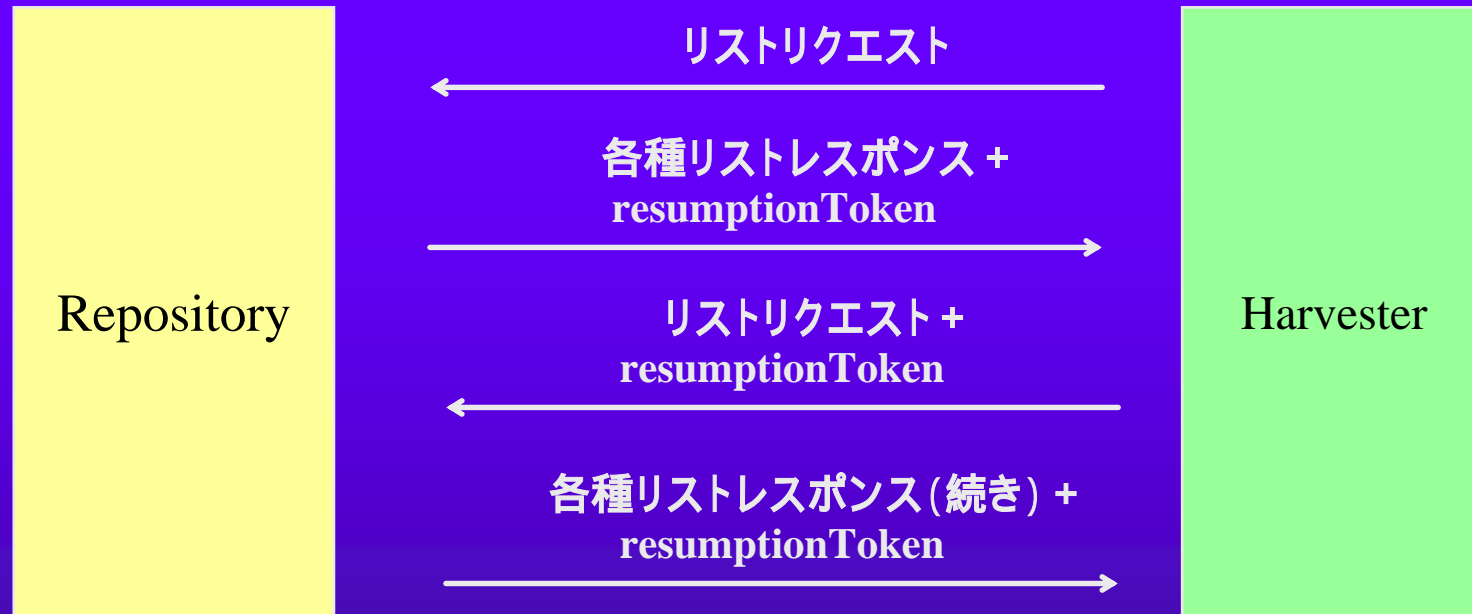 リストリクエスト
各種リストレスポンス +
resumptionToken
Repository
リストリクエスト +
resumptionToken
Harvester
各種リストレスポンス(続き) +
resumptionToken